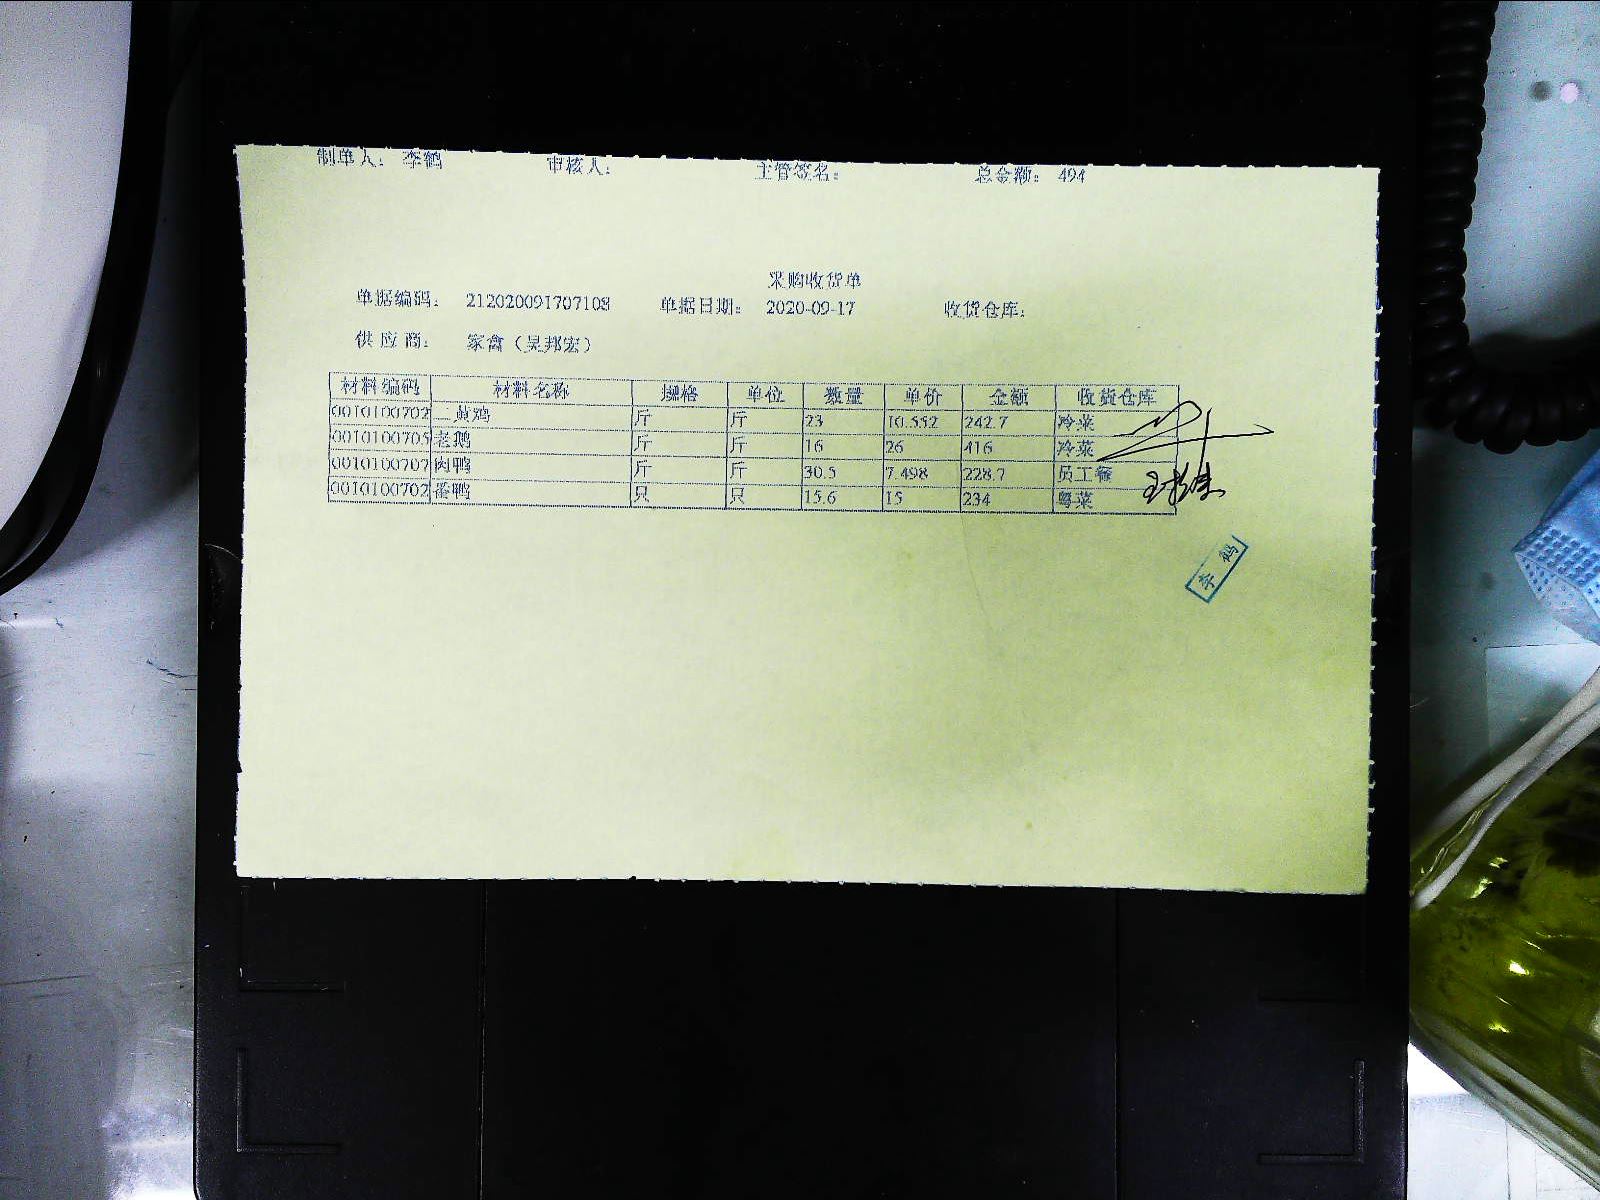 制单人： 李鹤 审核人： 主管签名： 总金额： 494
采购收货单
单据编码： 212020091707108 单据日期： 2020-09-17 收货仓库：
供 应 商： 家禽（吴邦宏）
材料编码 材料名称 规格 单位 数量 单价 金额 收货仓库
0010100702 二黄鸡 斤 斤 23 10.552 242.7 冷菜
0010100705 老鹅 斤 斤 16 26 416 冷菜
0010100707 肉鸭 斤 斤 30.5 7.498 228.7 员工餐
0010100702 番鸭 只 只 15.6 15 234 粤菜
李 鹤